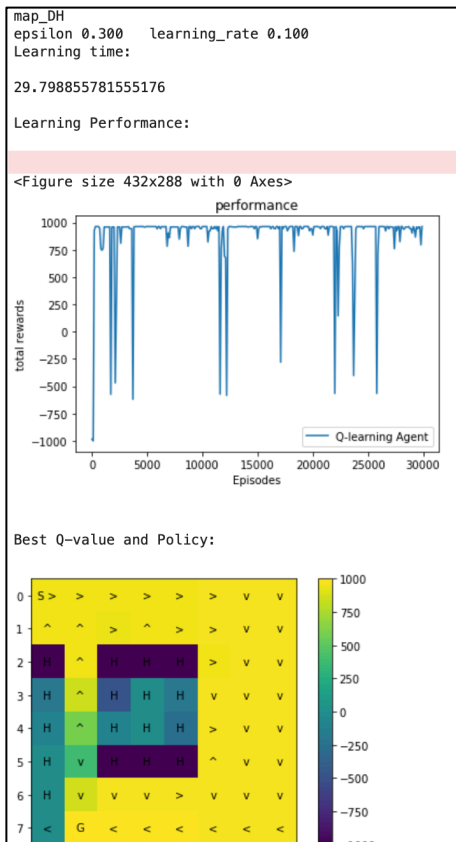 map_DH
epsilon 0.300   learning_rate 0.100
Learning time:
29.798855781555176
Learning Performance:
<Figure size 432x288 with 0 Axes>
performance
1000
750
500
250
0
−250
−500
−750
−1000
total rewards
Q-learning Agent
0 5000 10000 15000 20000 25000 30000
Episodes
Best Q-value and Policy:
0 S > > > > > > v v
1 ^ ^ > ^ > > v v
2 H ^ H H H > v v
3 H ^ H H H v v v
4 H ^ H H H > v v
5 H v H H H ^ v v
6 H v v v > v v v
7 < G < < < < < <
1000
750
500
250
0
−250
−500
−750